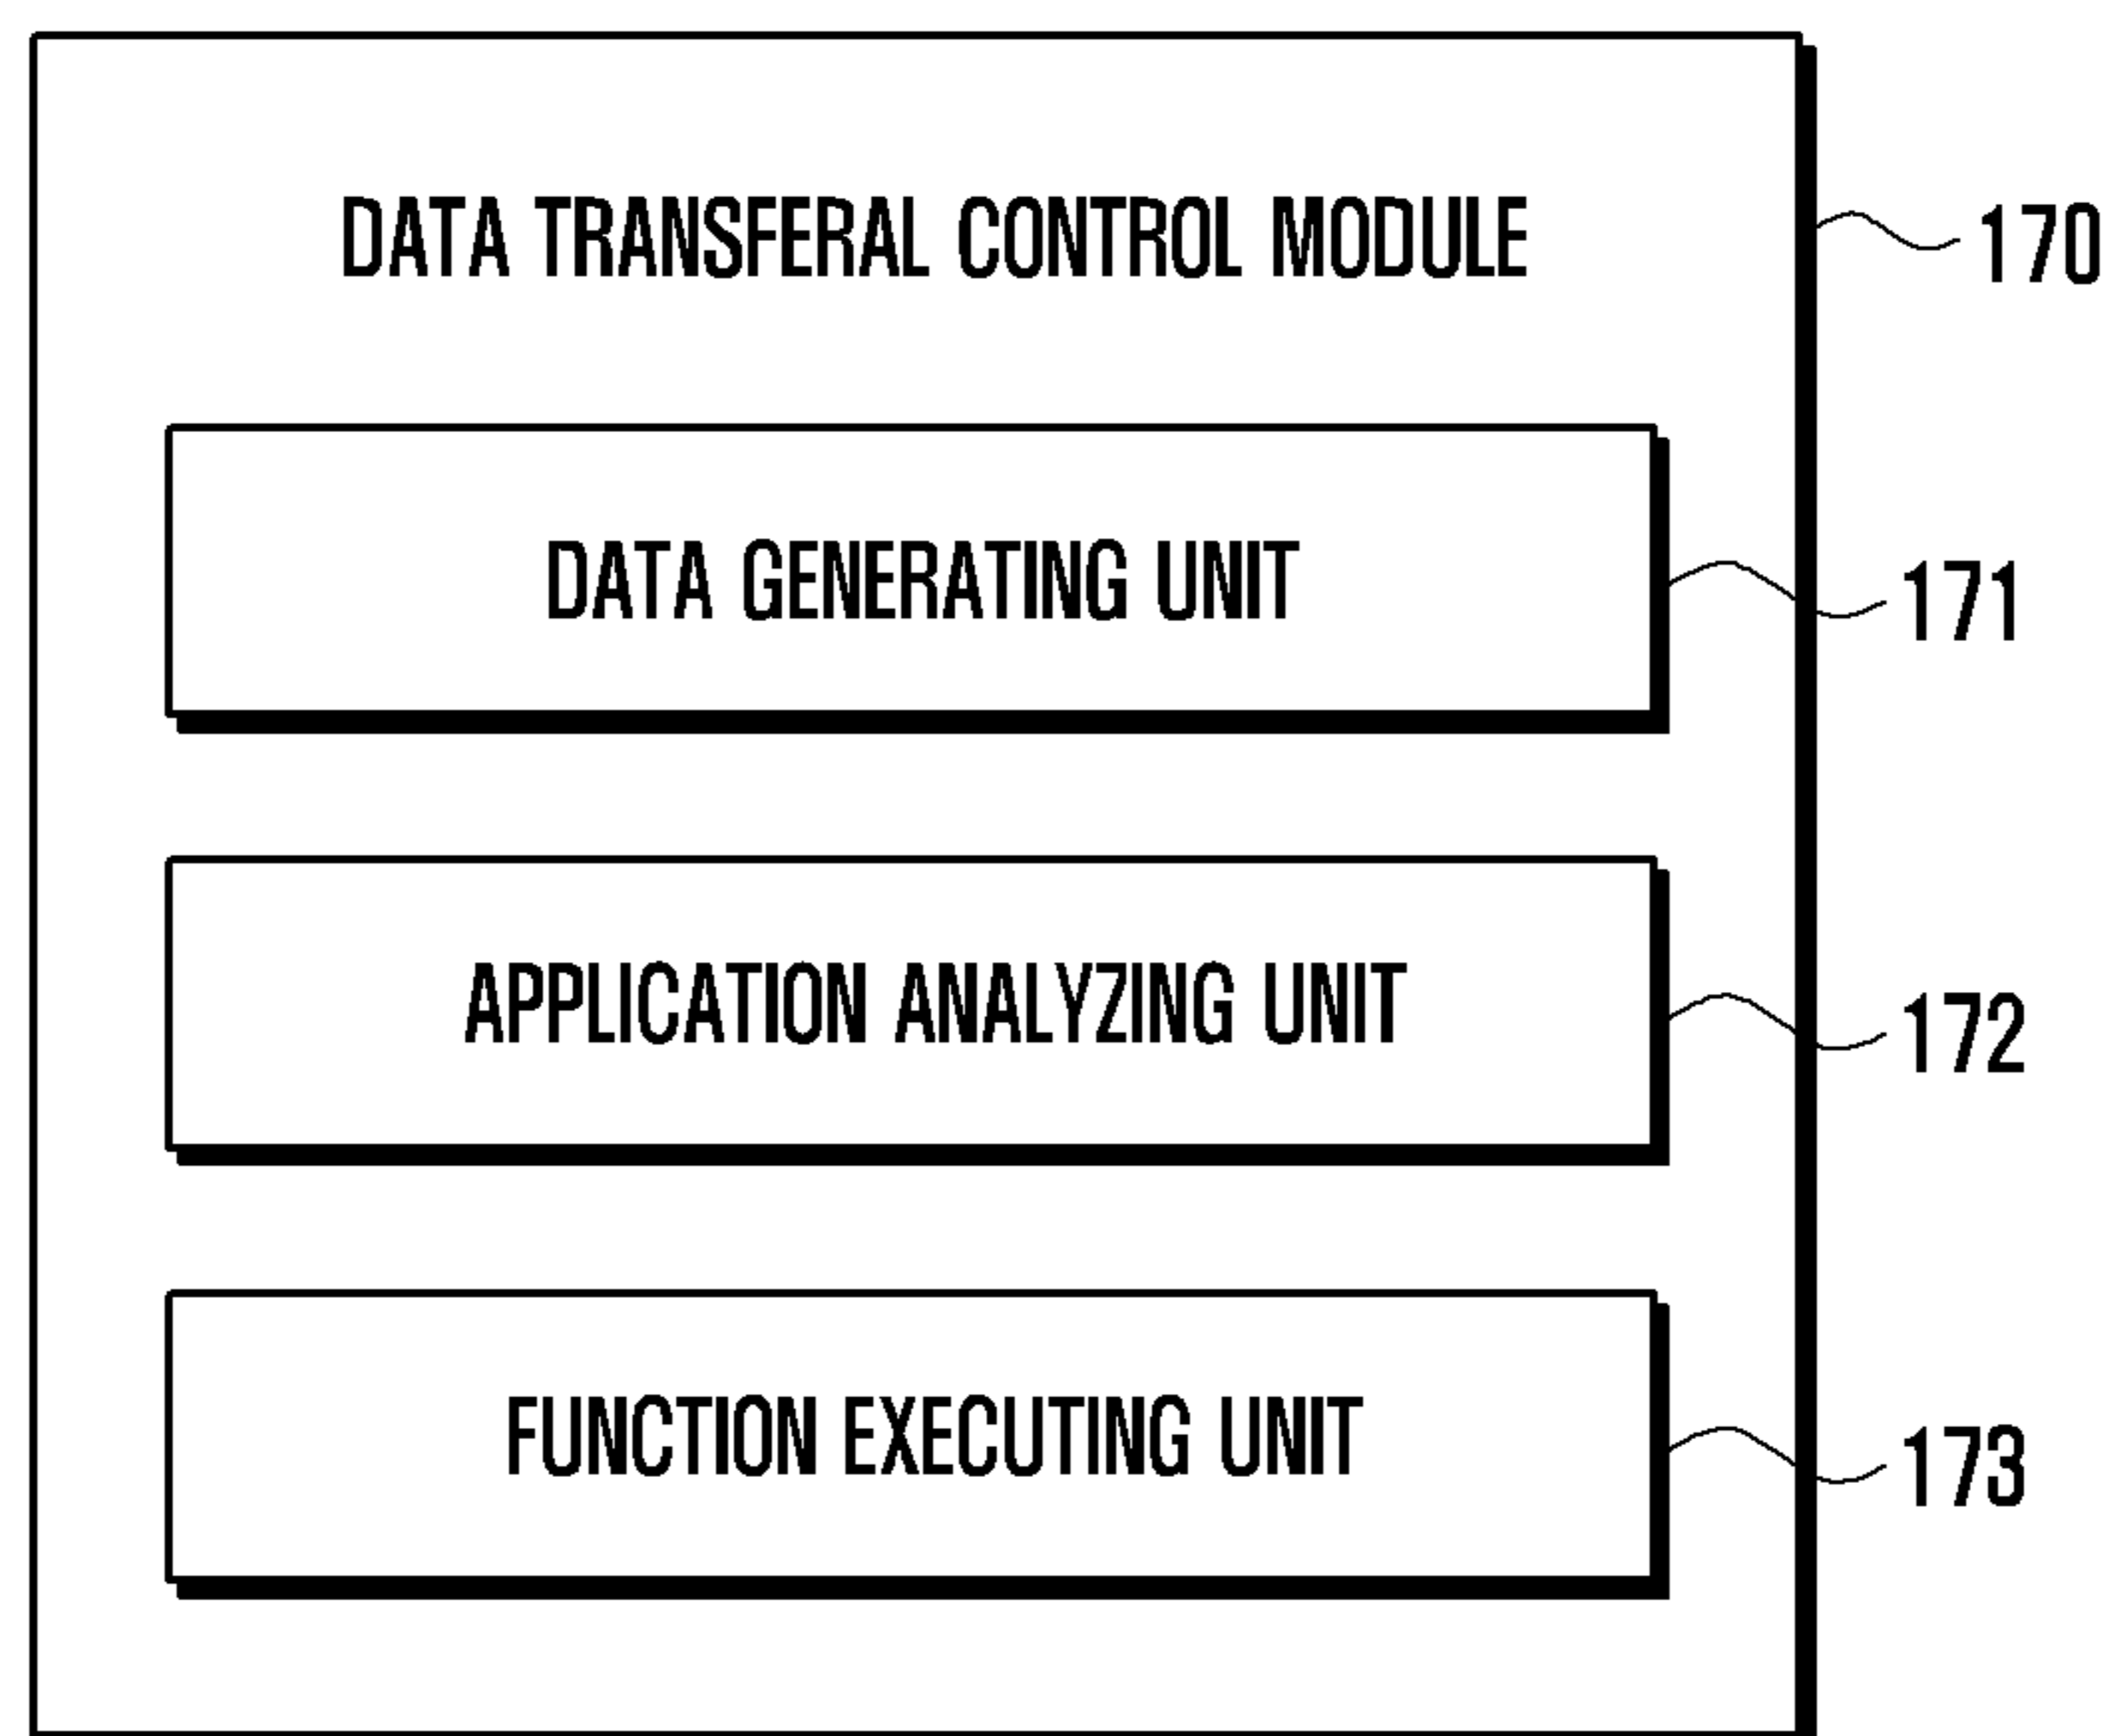 DATA TRANSFERAL CONTROL MODULE
170
DATA GENERATING UNIT
171
APPLICATION ANALYZING UNIT
172
FUNCTION EXECUTING UNIT
173